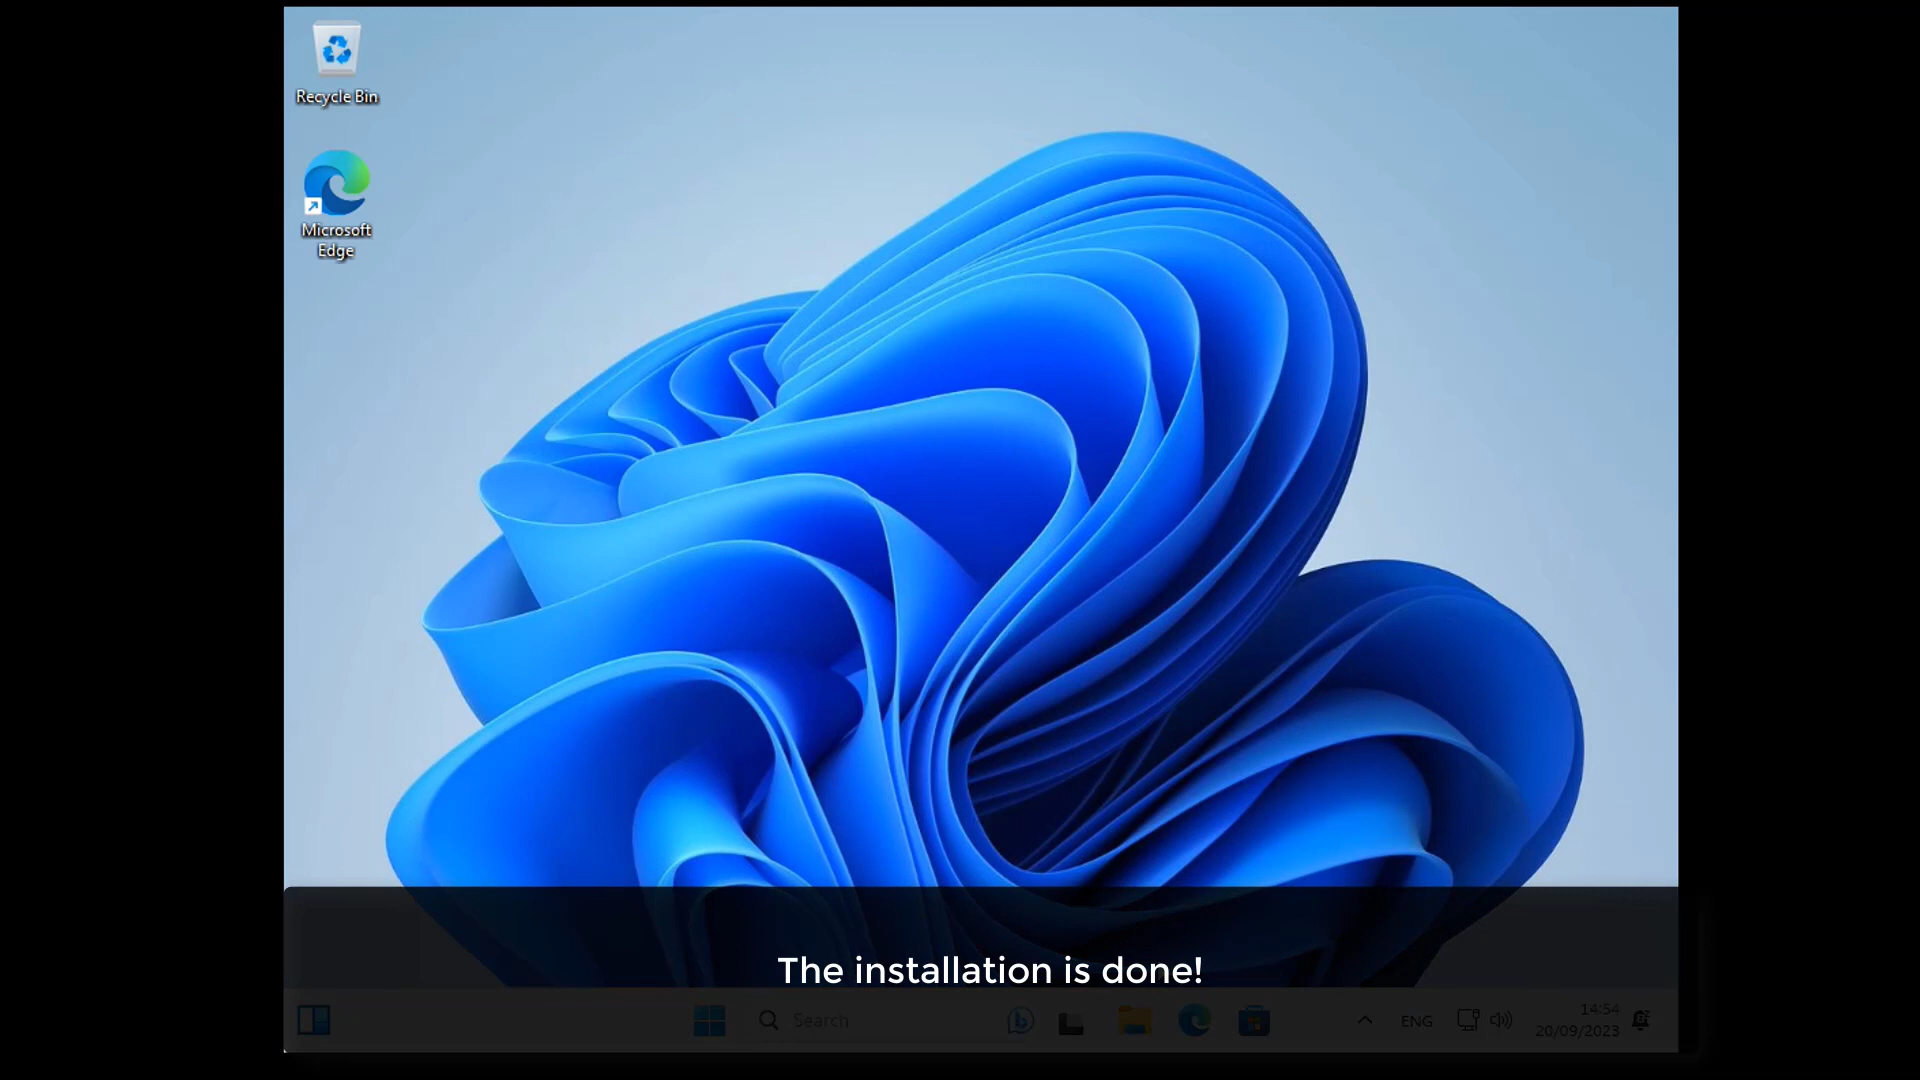 Recycle Bin
Microsoft
Edge
The installation is done!
Search
ENG
14:54
20/09/2023